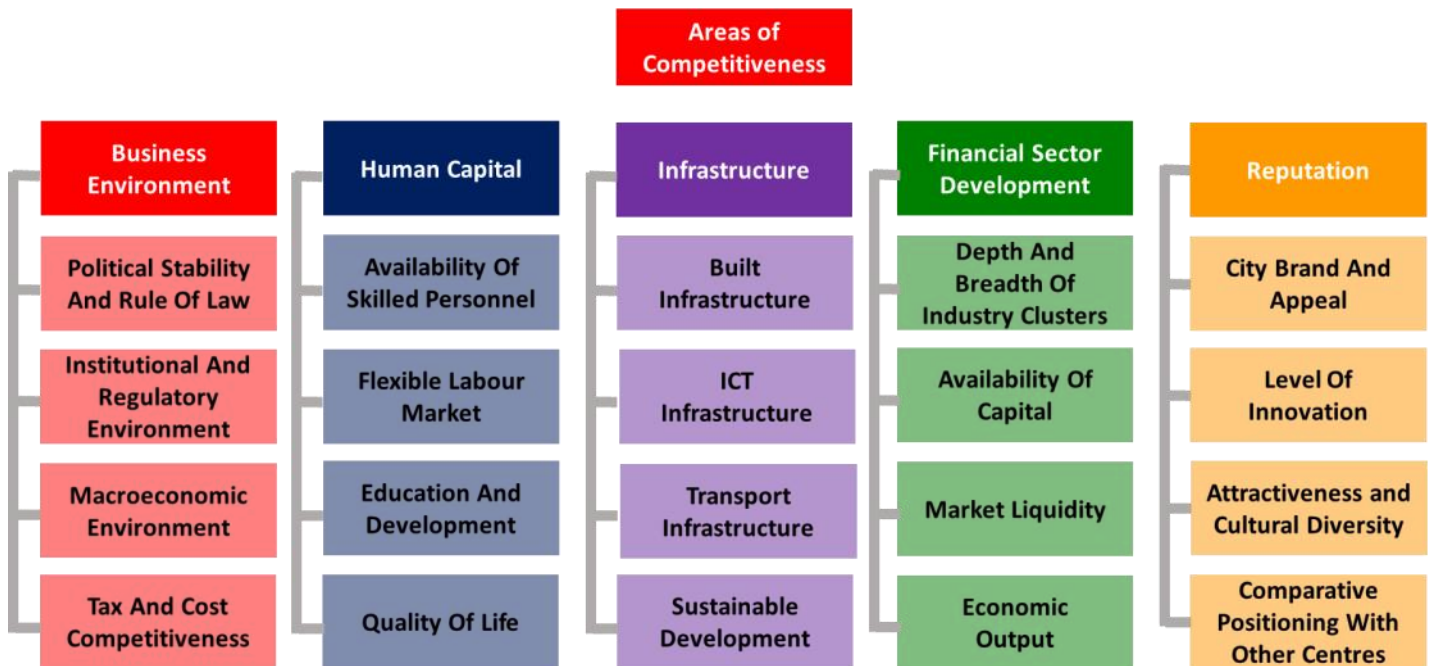 Areas of
Competitiveness
Business
Environment
Political Stability
And Rule Of Law
Institutional And
Regulatory
Environment
Macroeconomic
Environment
Tax And Cost
Competitiveness
Human Capital
Availability Of
Skilled Personnel
Flexible Labour
Market
Education And
Development
Quality Of Life
Infrastructure
Built
Infrastructure
ICT
Infrastructure
Transport
Infrastructure
Sustainable
Development
Financial Sector
Development
Depth And
Breadth Of
Industry Clusters
Availability Of
Capital
Market Liquidity
Economic
Output
Reputation
City Brand And
Appeal
Level Of
Innovation
Attractiveness and
Cultural Diversity
Comparative
Positioning With
Other Centres